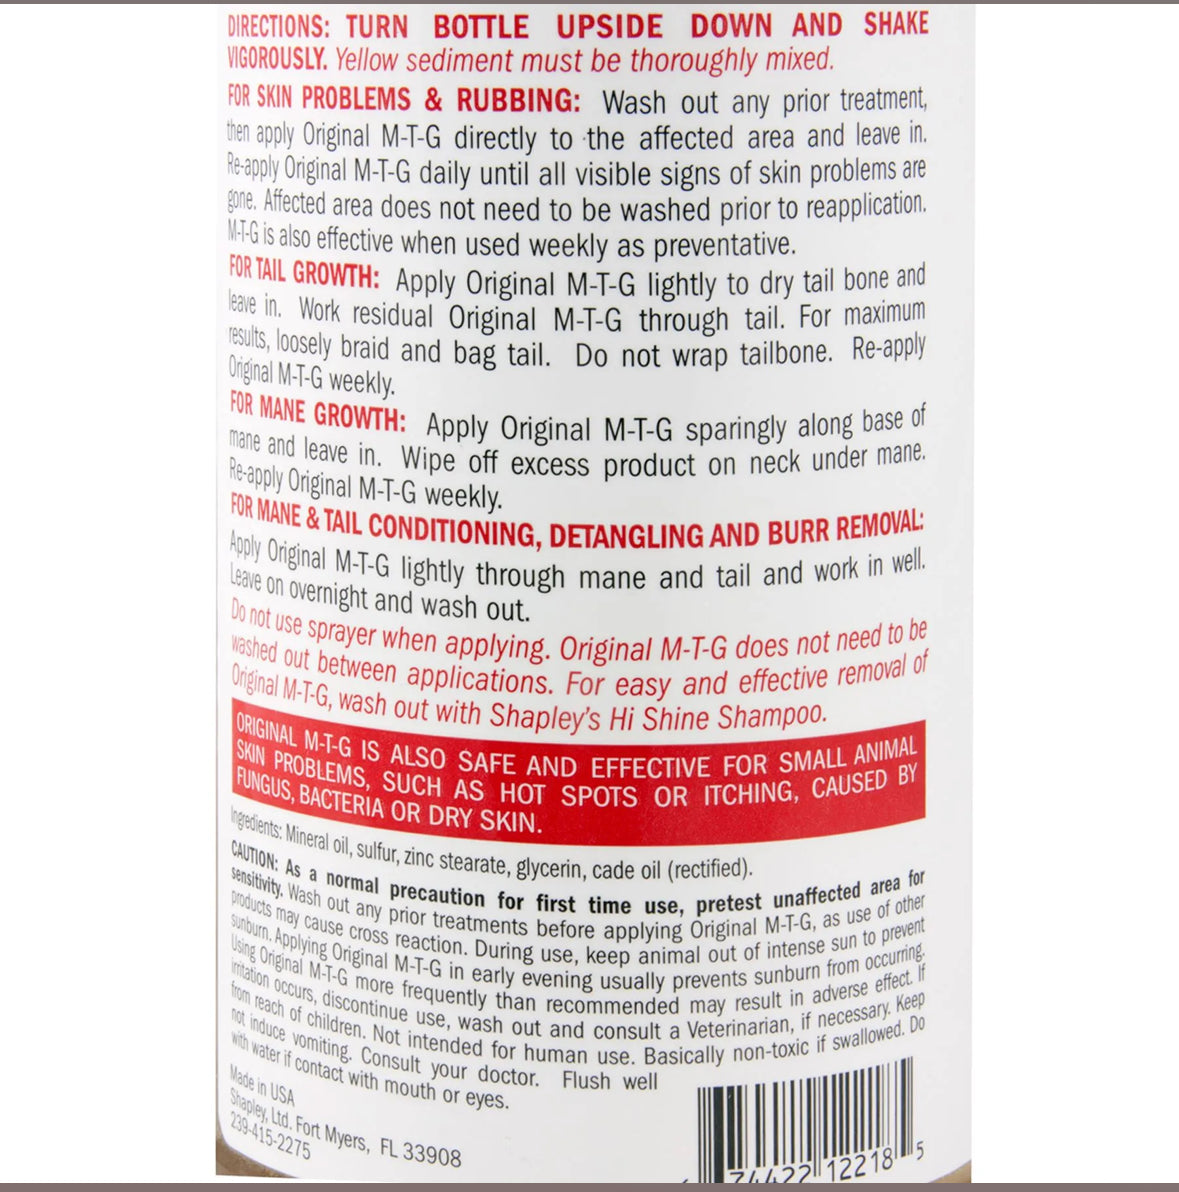 DIRECTIONS: TURN BOTTLE UPSIDE DOWN AND SHAKE
VIGOROUSLY. Yellow sediment must be thoroughly mixed.
FOR SKIN PROBLEMS & RUBBING: Wash out any prior treatment,
then apply Original M-T-G directly to the affected area and leave in.
Re-apply Original M-T-G daily until all visible signs of skin problems are
gone. Affected area does not need to be washed prior to reapplication.
M-T-G is also effective when used weekly as preventative.
FOR TAIL GROWTH: Apply Original M-T-G lightly to dry tail bone and
leave in. Work residual Original M-T-G through tail. For maximum
results, loosely braid and bag tail. Do not wrap tailbone. Re-apply
Original M-T-G weekly.
FOR MANE GROWTH: Apply Original M-T-G sparingly along base of
mane and leave in. Wipe off excess product on neck under mane.
Re-apply Original M-T-G weekly.
FOR MANE & TAIL CONDITIONING, DETANGLING AND BURR REMOVAL:
Apply Original M-T-G lightly through mane and tail and work in well.
Leave on overnight and wash out.
Do not use sprayer when applying. Original M-T-G does not need to be
washed out between applications. For easy and effective removal of
Original M-T-G, wash out with Shapley's Hi Shine Shampoo.
ORIGINAL M-T-G IS ALSO SAFE AND EFFECTIVE FOR SMALL ANIMAL
SKIN PROBLEMS, SUCH AS HOT SPOTS OR ITCHING, CAUSED BY
FUNGUS, BACTERIA OR DRY SKIN.
Ingredients: Mineral oil, sulfur, zinc stearate, glycerin, cade oil (rectified).
CAUTION: As a normal precaution for first time use, pretest unaffected area for
sensitivity. Wash out any prior treatments before applying Original M-T-G, as use of other
products may cause cross reaction. During use, keep animal out of intense sun to prevent
sunburn. Applying Original M-T-G in early evening usually prevents sunburn from occurring.
Using Original M-T-G more frequently than recommended may result in adverse effect. If
irritation occurs, discontinue use, wash out and consult a Veterinarian, if necessary. Keep
from reach of children. Not intended for human use. Basically non-toxic if swallowed. Do
not induce vomiting. Consult your doctor. Flush well
with water if contact with mouth or eyes.
Made in USA
Shapley, Ltd. Fort Myers, FL 33908
239-415-2275
74422 12218 5